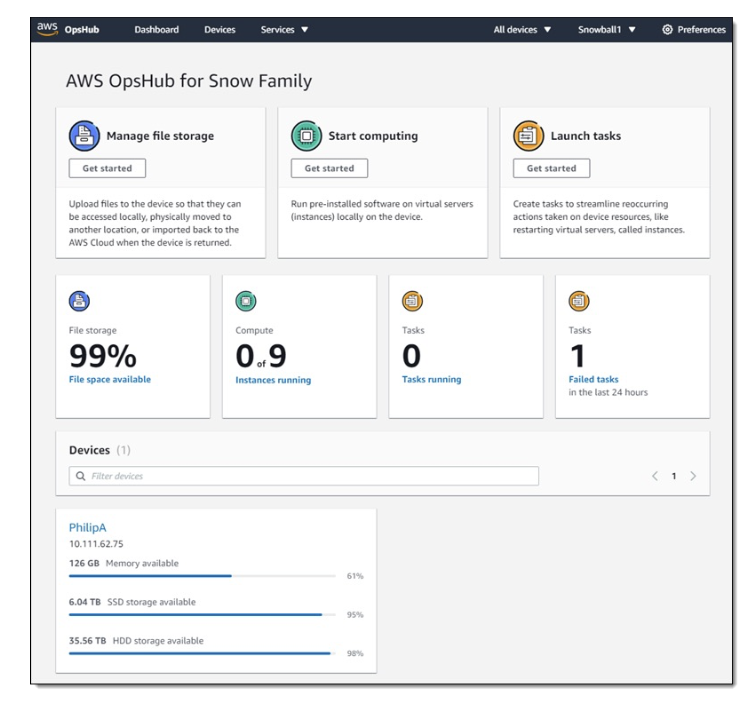 aws OpsHub Dashboard Devices Services ▼ All devices ▼ Snowball1 ▼ Preferences
AWS OpsHub for Snow Family
Manage file storage
Get started
Upload files to the device so that they can
be accessed locally, physically moved to
another location, or imported back to the
AWS Cloud when the device is returned.
Start computing
Get started
Run pre-installed software on virtual servers
(instances) locally on the device.
Launch tasks
Get started
Create tasks to streamline reoccurring
actions taken on device resources, like
restarting virtual servers, called instances.
File storage
99%
File space available
Compute
0 of 9
Instances running
Tasks
0
Tasks running
Tasks
1
Failed tasks
in the last 24 hours
Devices (1)
Filter devices
< 1 >
PhilipA
10.111.62.75
126 GB Memory available
61%
6.04 TB SSD storage available
95%
35.56 TB HDD storage available
98%